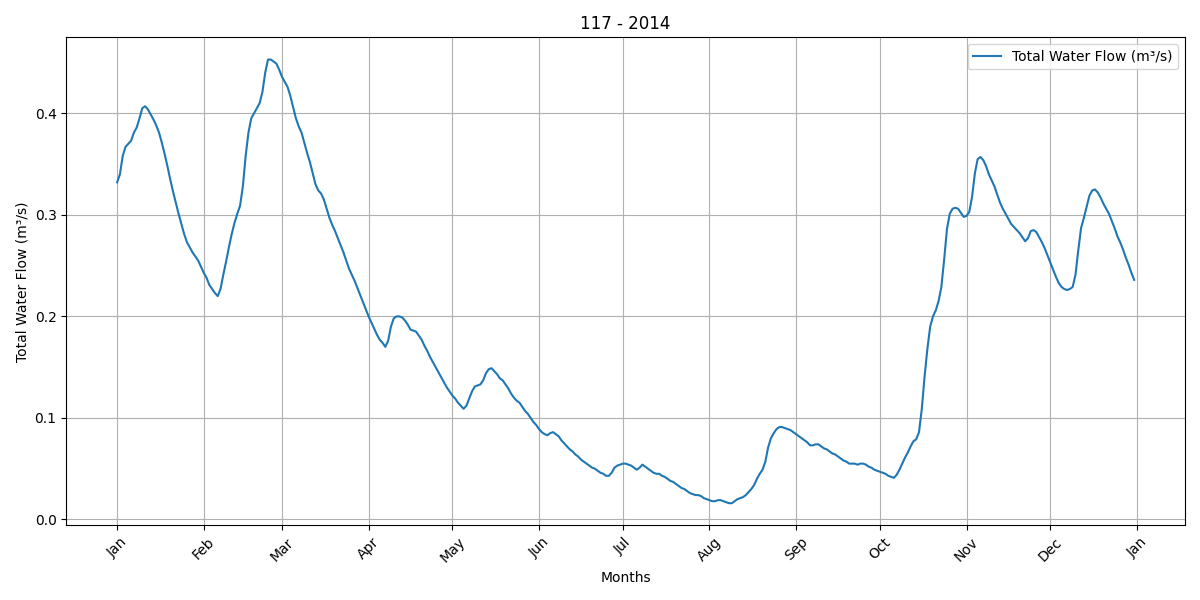 117 - 2014
Total Water Flow (m³/s)
Total Water Flow (m³/s)
0.4
0.3
0.2
0.1
0.0
Jan Feb Mar Apr May Jun Jul Aug Sep Oct Nov Dec Jan
Months